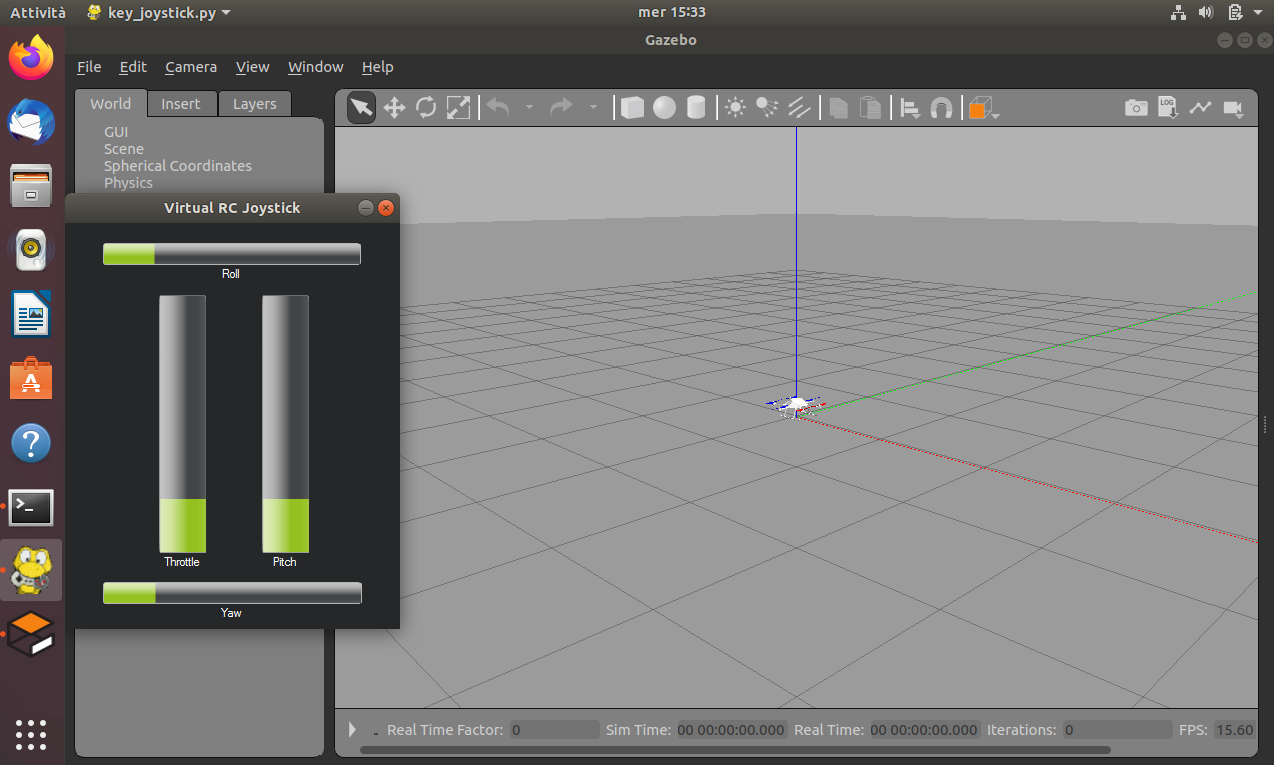 Attività key_joystick.py mer 15:33
Gazebo
File Edit Camera View Window Help
World Insert Layers
LOG
GUI
Scene
Spherical Coordinates
Physics
Virtual RC Joystick
Roll
Throttle Pitch
Yaw
Real Time Factor: 0 Sim Time: 00 00:00:00.000 Real Time: 00 00:00:00.000 Iterations: 0 FPS: 15.60